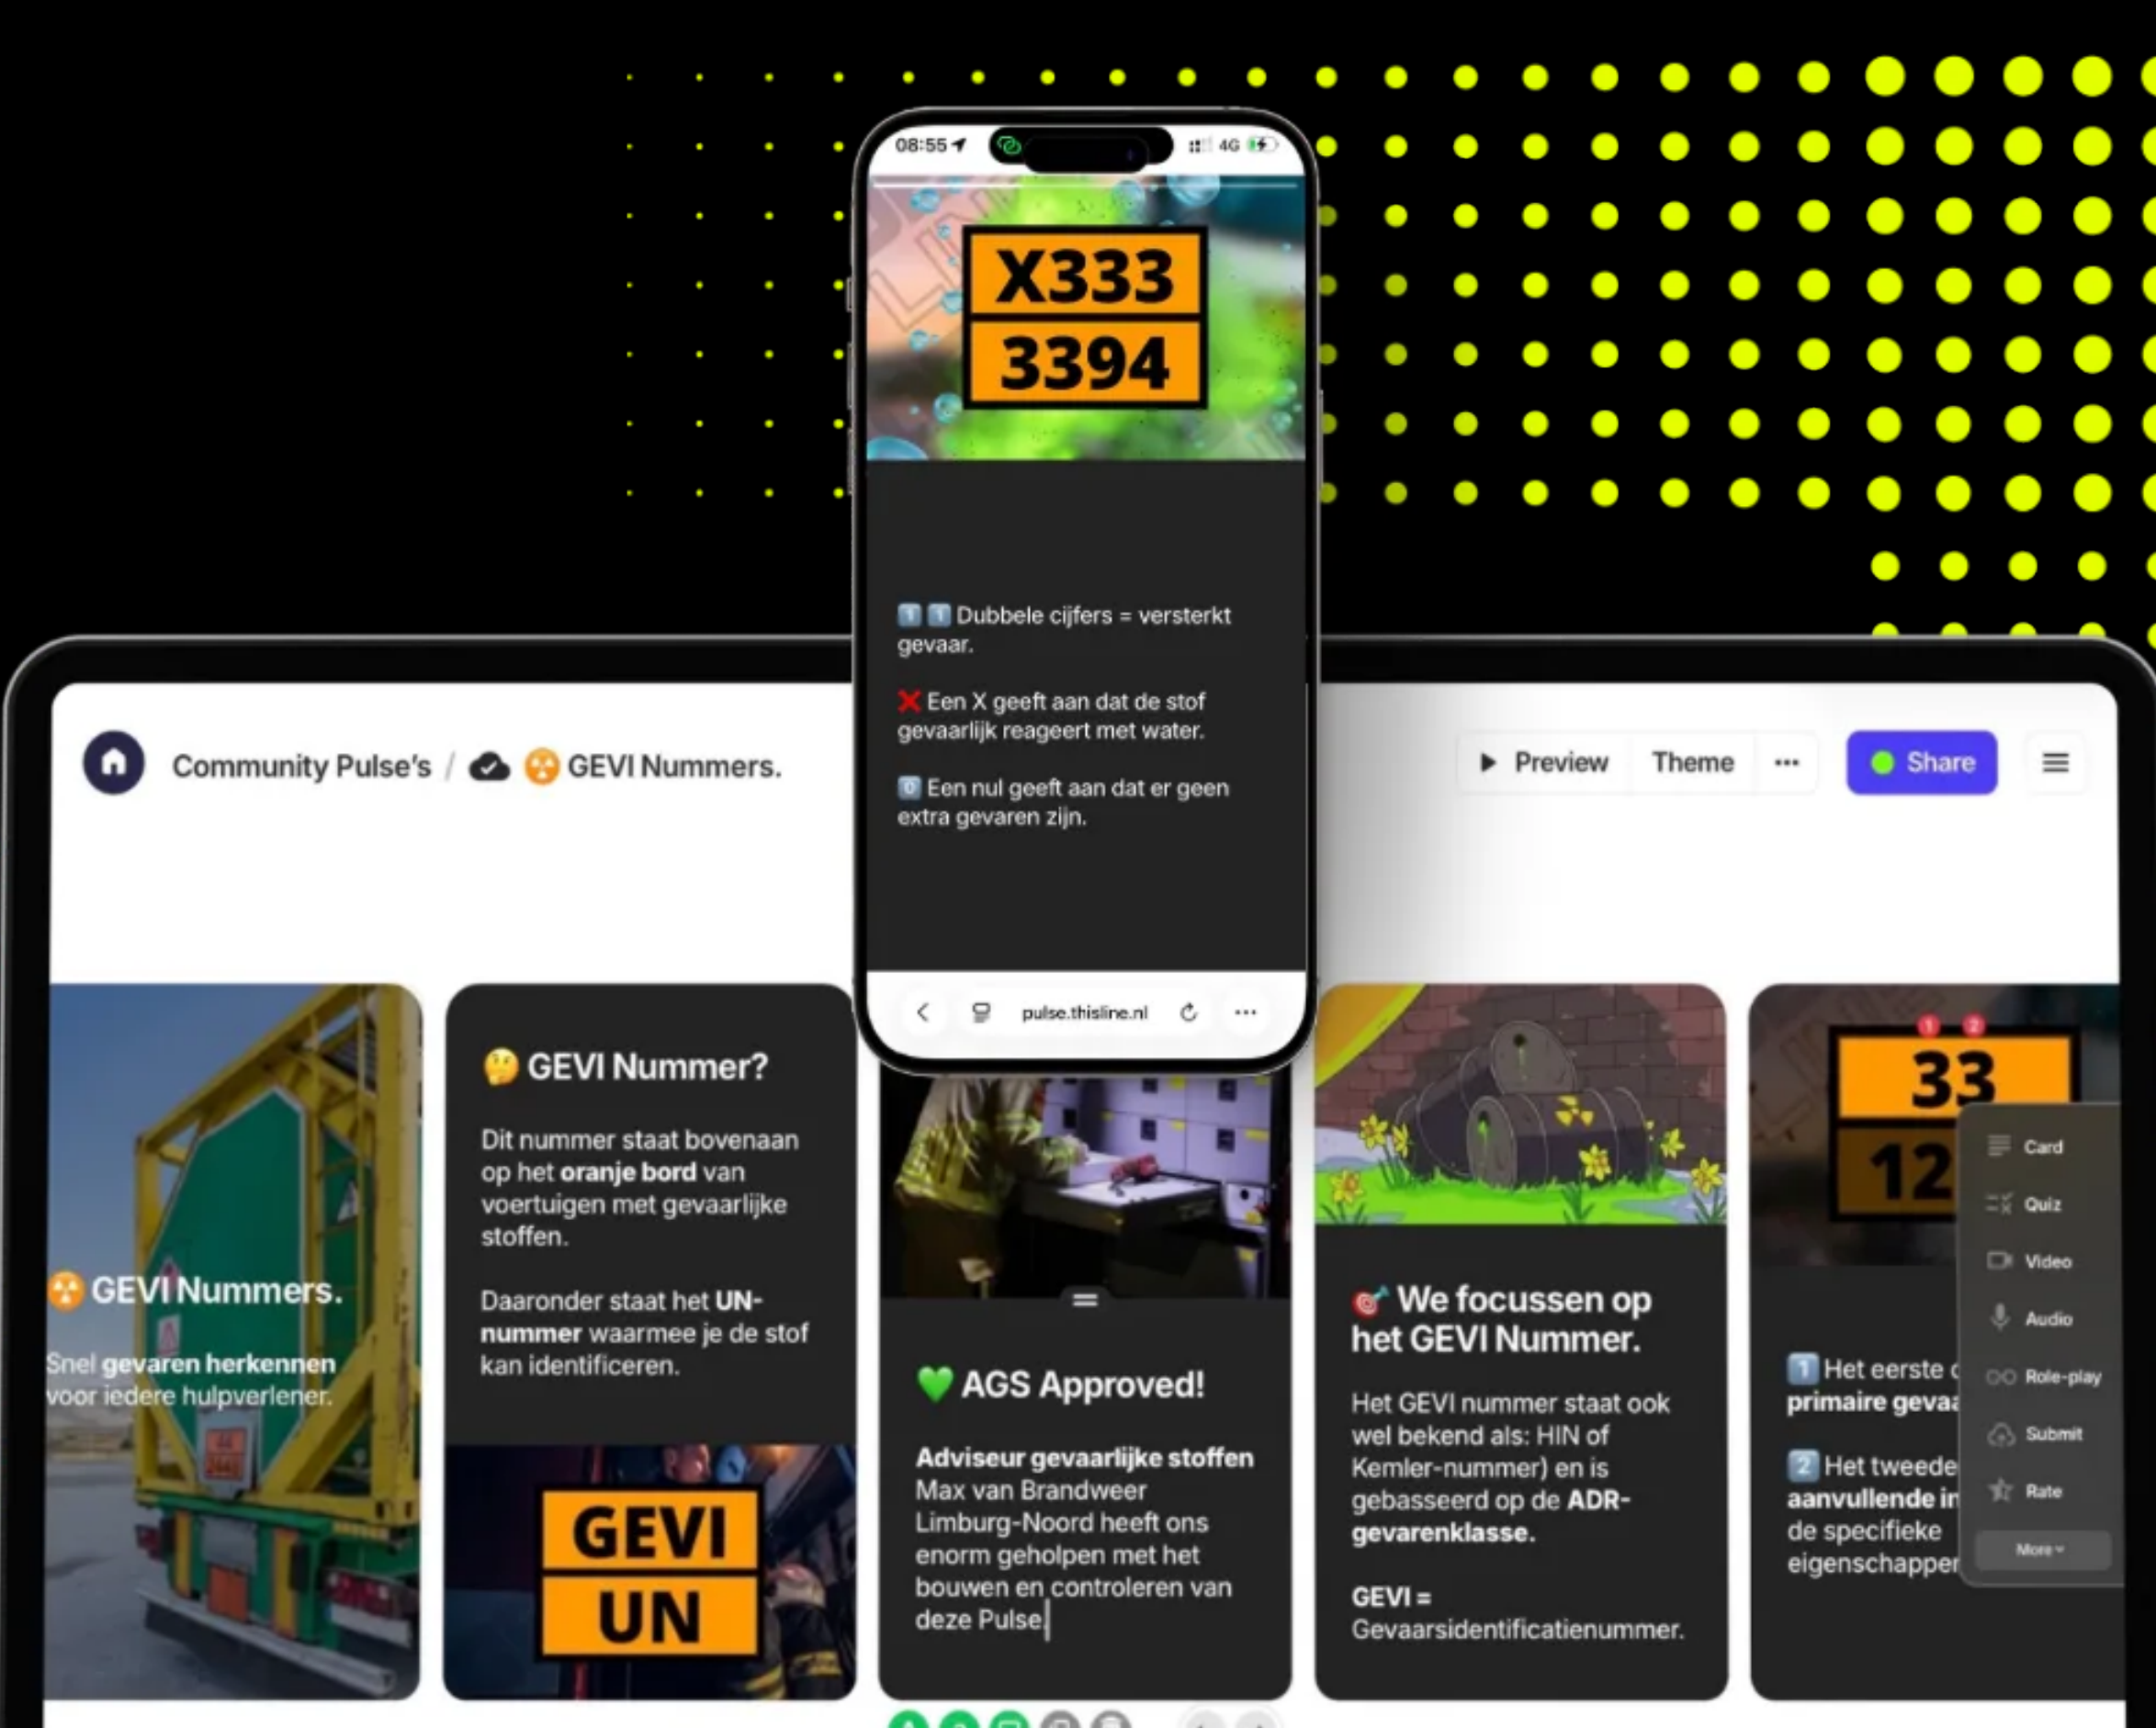 08:55
4G
X333
3394
1 1 Dubbele cijfers = versterkt
gevaar.
❌ Een X geeft aan dat de stof
gevaarlijk reageert met water.
0 Een nul geeft aan dat er geen
extra gevaren zijn.
pulse.thisline.nl
Community Pulse's / GEVI Nummers.
Preview
Theme
Share
GEVI Nummers.
Snel gevaren herkennen
voor iedere hulpverlener.
GEVI Nummer?
Dit nummer staat bovenaan
op het oranje bord van
voertuigen met gevaarlijke
stoffen.
Daaronder staat het UN-
nummer waarmee je de stof
kan identificeren.
GEVI
UN
AGS Approved!
Adviseur gevaarlijke stoffen
Max van Brandweer
Limburg-Noord heeft ons
enorm geholpen met het
bouwen en controleren van
deze Pulse.
We focussen op
het GEVI Nummer.
Het GEVI nummer staat ook
wel bekend als: HIN of
Kemler-nummer) en is
gebasseerd op de ADR-
gevarenklasse.
GEVI =
Gevaarsidentificatienummer.
1 2
33
12
1 Het eerste
primaire
2 Het tweede
aanvullende
de specifieke
Card
Quiz
Video
Audio
Role-play
Submit
Rate
More